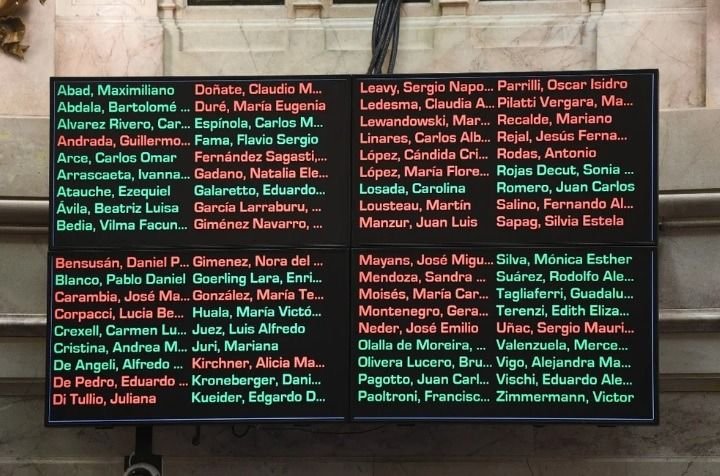 Abad, Maximiliano
Abdala, Bartolomé ...
Alvarez Rivero, Car...
Andrada, Guillermo...
Arce, Carlos Omar
Arrascaeta, Ivanna...
Atauche, Ezequiel
Ávila, Beatriz Luisa
Bedia, Vilma Facun...
Doñate, Claudio M...
Duré, María Eugenia
Espínola, Carlos M...
Fama, Flavio Sergio
Fernández Sagasti,...
Gadano, Natalia Ele...
Galaretto, Eduardo...
García Larraburu, ...
Giménez Navarro, ...
Leavy, Sergio Napo...
Ledesma, Claudia A...
Lewandowski, Mar...
Linares, Carlos Alb...
López, Cándida Cri...
López, María Flore...
Losada, Carolina
Lousteau, Martín
Manzur, Juan Luis
Parrilli, Oscar Isidro
Pilatti Vergara, Ma...
Recalde, Mariano
Rejal, Jesús Ferna...
Rodas, Antonio
Rojas Decut, Sonia ...
Romero, Juan Carlos
Salino, Fernando Al...
Sapag, Silvia Estela
Bensusán, Daniel P...
Blanco, Pablo Daniel
Carambia, José Ma...
Corpacci, Lucia Be...
Crexell, Carmen Lu...
Cristina, Andrea M...
De Angeli, Alfredo ...
De Pedro, Eduardo ...
Di Tullio, Juliana
Gimenez, Nora del ...
Goerling Lara, Enri...
González, María Te...
Huala, María Victó...
Juez, Luis Alfredo
Juri, Mariana
Kirchner, Alicia Ma...
Kroneberger, Dani...
Kueider, Edgardo D...
Mayans, José Migu...
Mendoza, Sandra ...
Moisés, María Car...
Montenegro, Gera...
Neder, José Emilio
Olalla de Moreira, ...
Olivera Lucero, Bru...
Pagotto, Juan Carl...
Paoltroni, Francisc...
Silva, Mónica Esther
Suárez, Rodolfo Ale...
Tagliaferri, Guadalu...
Terenzi, Edith Eliza...
Uñac, Sergio Mauri...
Valenzuela, Merce...
Vigo, Alejandra Ma...
Vischi, Eduardo Ale...
Zimmermann, Victor